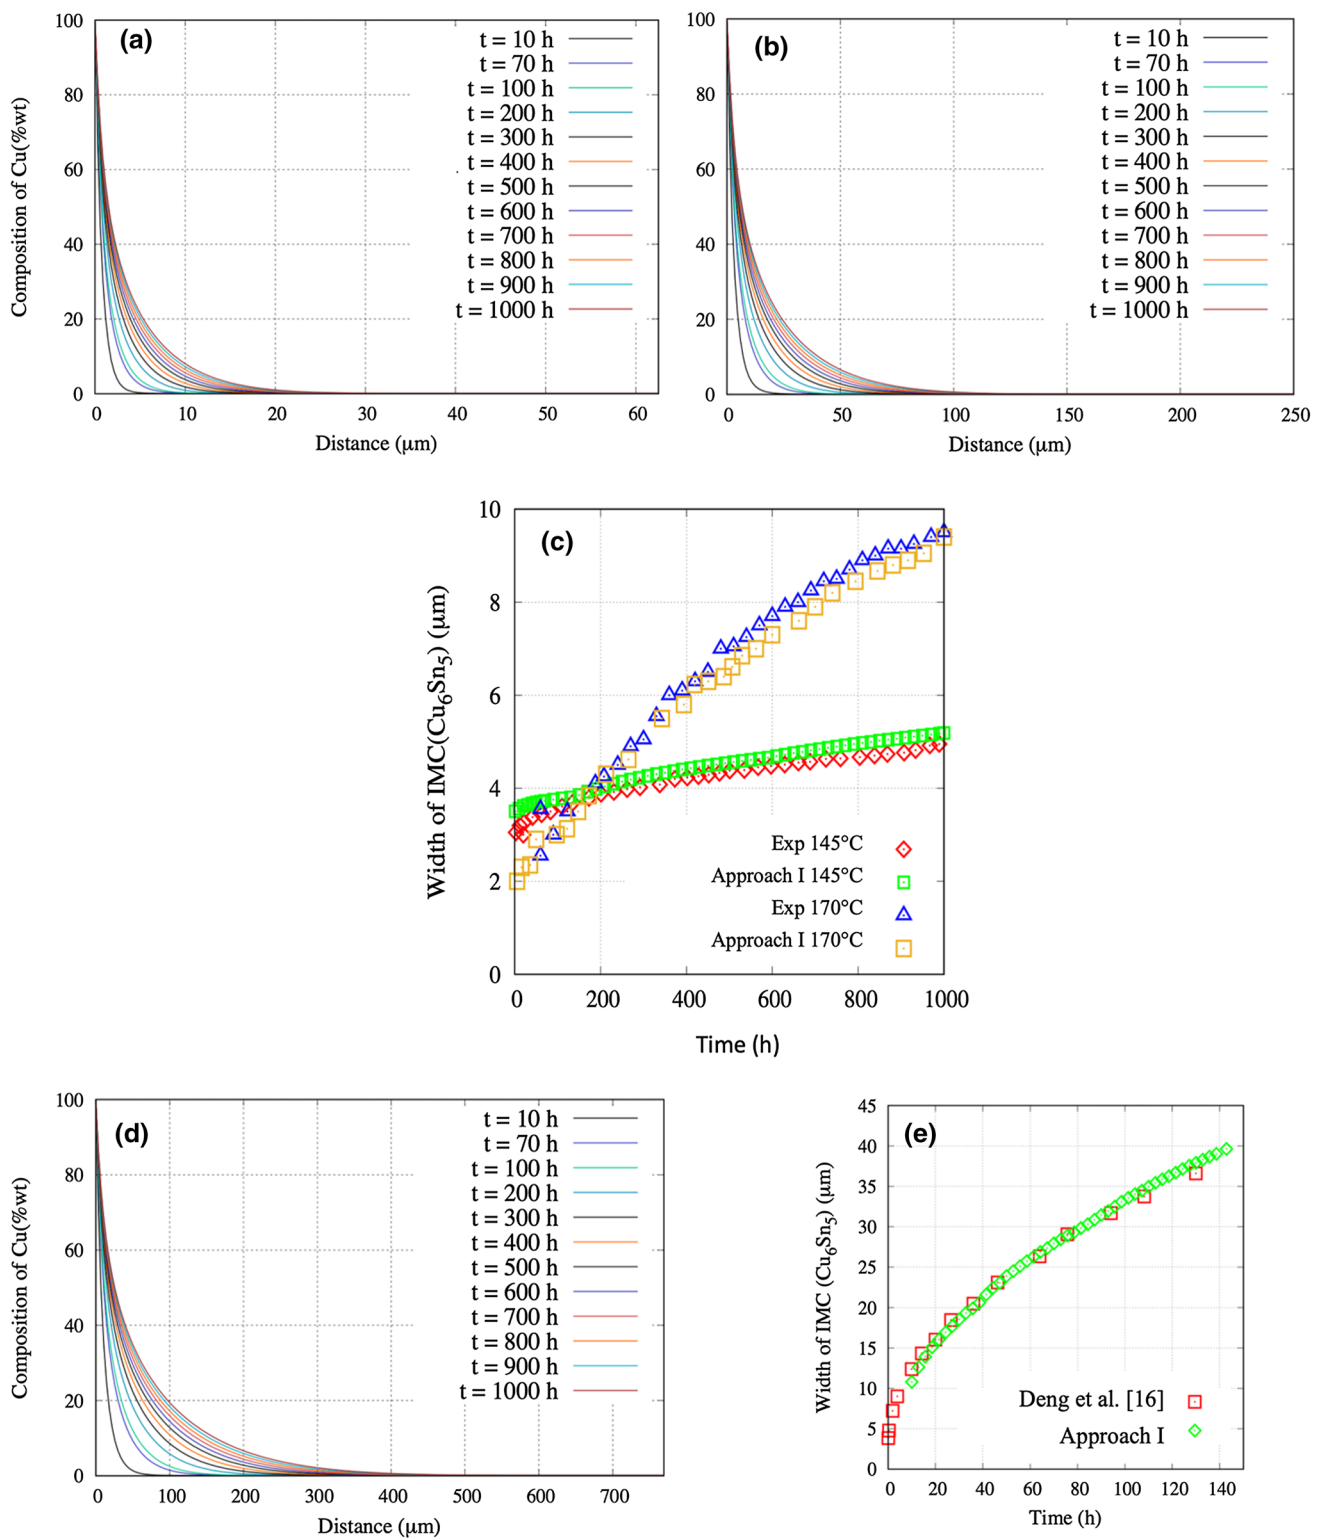 (a)
100
80
60
40
20
0
Composition of Cu(%wt)
t = 10 h
t = 70 h
t = 100 h
t = 200 h
t = 300 h
t = 400 h
t = 500 h
t = 600 h
t = 700 h
t = 800 h
t = 900 h
t = 1000 h
0 10 20 30 40 50 60
Distance (μm)
(b)
100
80
60
40
20
0
t = 10 h
t = 70 h
t = 100 h
t = 200 h
t = 300 h
t = 400 h
t = 500 h
t = 600 h
t = 700 h
t = 800 h
t = 900 h
t = 1000 h
0 50 100 150 200 250
Distance (μm)
(c)
10
8
6
4
2
0
Width of IMC(Cu6Sn5) (μm)
Exp 145°C
Approach I 145°C
Exp 170°C
Approach I 170°C
0 200 400 600 800 1000
Time (h)
(d)
100
80
60
40
20
0
Composition of Cu(%wt)
t = 10 h
t = 70 h
t = 100 h
t = 200 h
t = 300 h
t = 400 h
t = 500 h
t = 600 h
t = 700 h
t = 800 h
t = 900 h
t = 1000 h
0 100 200 300 400 500 600 700
Distance (μm)
(e)
45
40
35
30
25
20
15
10
5
0
Width of IMC (Cu6Sn5) (μm)
Deng et al. [16]
Approach I
0 20 40 60 80 100 120 140
Time (h)